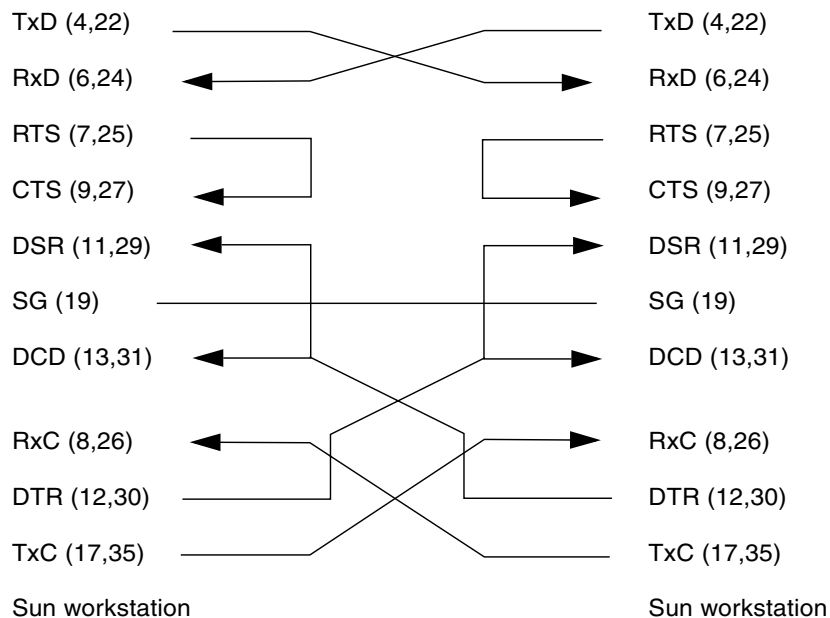 TxD (4,22) TxD (4,22)
RxD (6,24) RxD (6,24)
RTS (7,25) RTS (7,25)
CTS (9,27) CTS (9,27)
DSR (11,29) DSR (11,29)
SG (19) SG (19)
DCD (13,31) DCD (13,31)
RxC (8,26) RxC (8,26)
DTR (12,30) DTR (12,30)
TxC (17,35) TxC (17,35)
Sun workstation Sun workstation